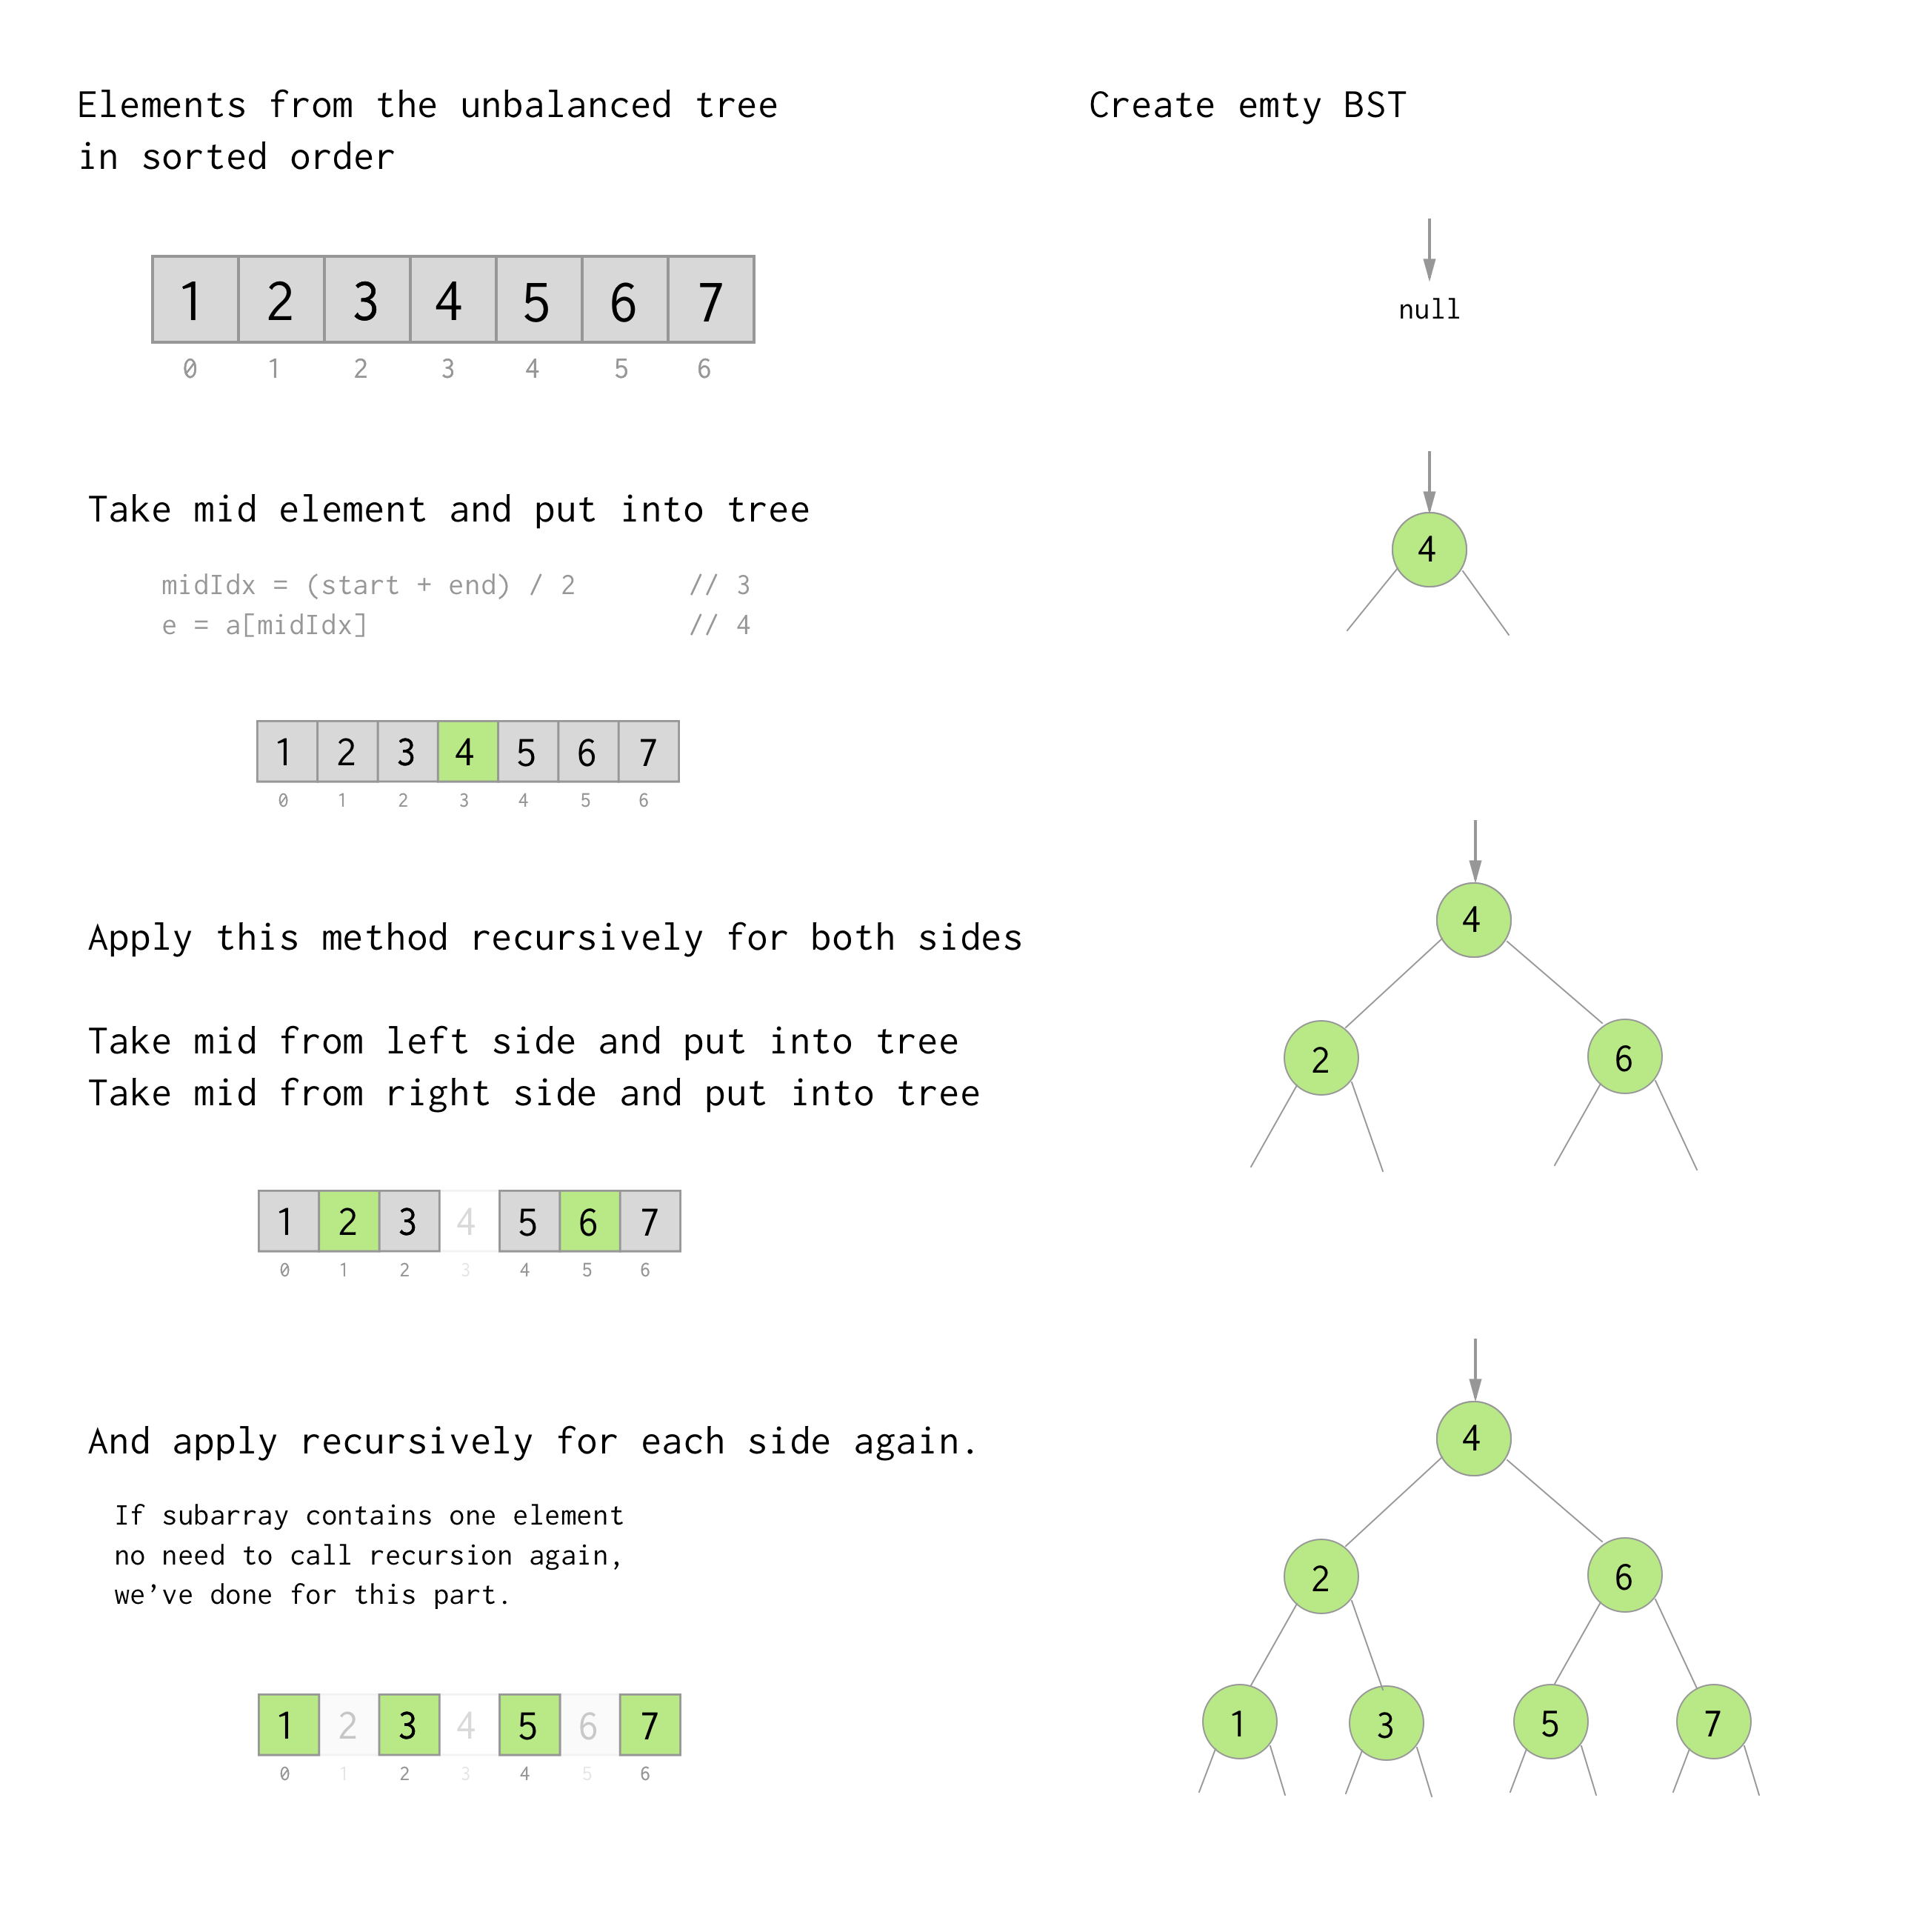 Elements from the unbalanced tree
in sorted order
Create emty BST
1 2 3 4 5 6 7
0 1 2 3 4 5 6
null
Take mid element and put into tree
midIdx = (start + end) / 2 // 3
e = a[midIdx] // 4
4
1 2 3 4 5 6 7
0 1 2 3 4 5 6
Apply this method recursively for both sides
Take mid from left side and put into tree
Take mid from right side and put into tree
4
2 6
1 2 3 4 5 6 7
0 1 2 3 4 5 6
And apply recursively for each side again.
If subarray contains one element
no need to call recursion again,
we’ve done for this part.
4
2 6
1 3 5 7
1 2 3 4 5 6 7
0 1 2 3 4 5 6